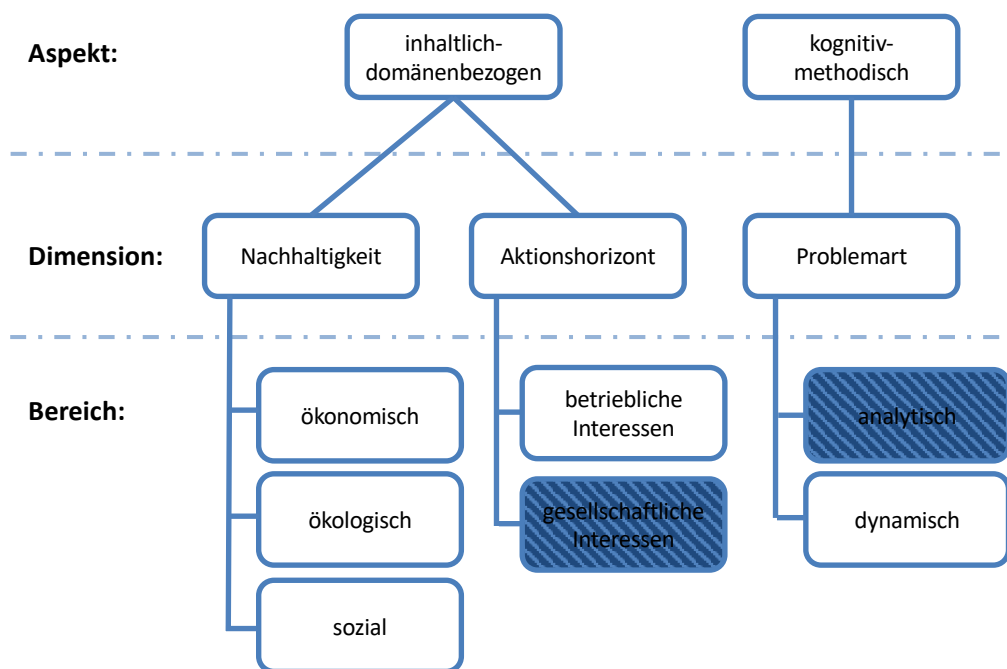 Aspekt:
inhaltlich-
domänenbezogen
kognitiv-
methodisch
Dimension:
Nachhaltigkeit
Aktionshorizont
Problemart
Bereich:
ökonomisch
betriebliche
Interessen
analytisch
ökologisch
gesellschaftliche
Interessen
dynamisch
sozial